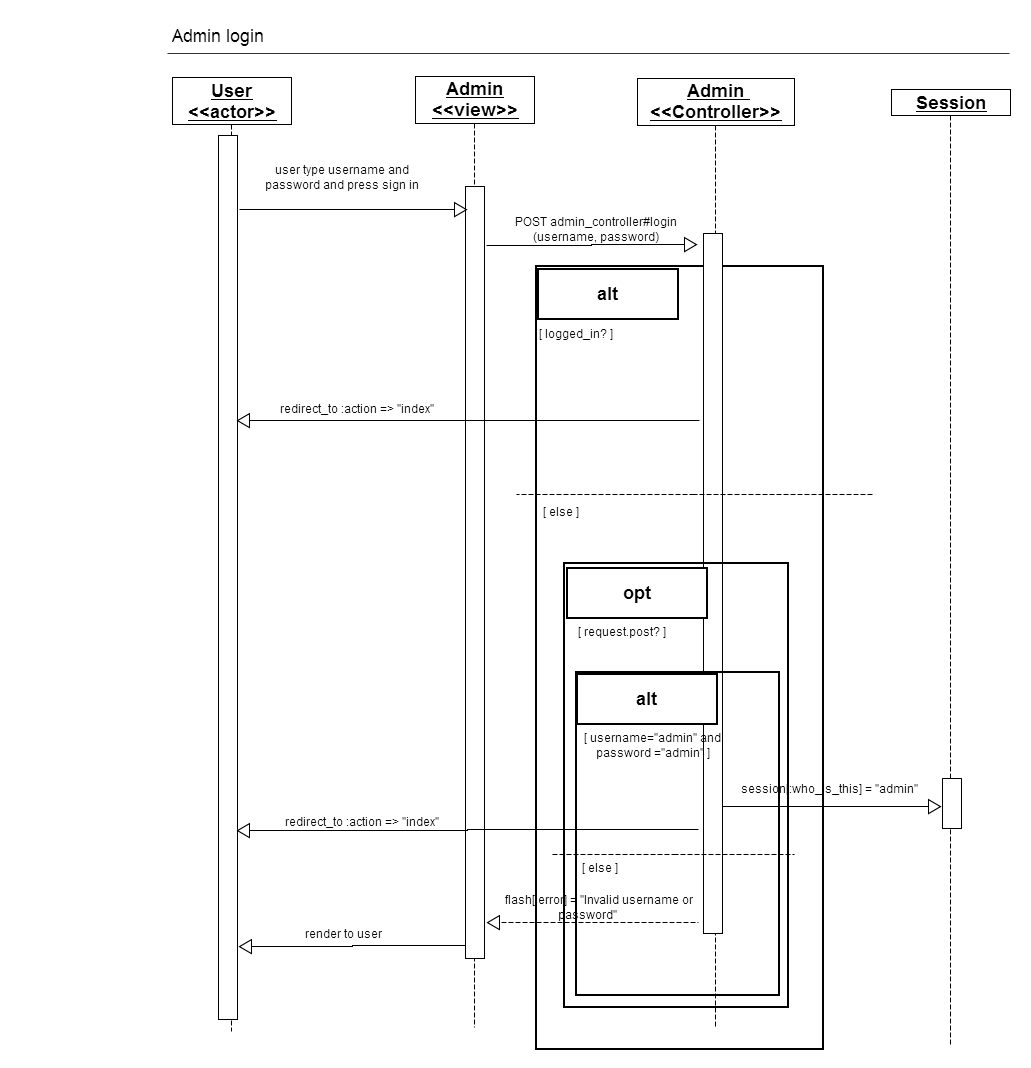 Admin login
User
<<actor>>
Admin
<<view>>
Admin
<<Controller>>
Session
user type username and
password and press sign in
POST admin_controller#login
(username, password)
alt
[ logged_in? ]
redirect_to :action => "index"
[ else ]
opt
[ request.post? ]
alt
[ username="admin" and
password ="admin" ]
session[:who_is_this] = "admin"
redirect_to :action => "index"
[ else ]
flash[:error] = "Invalid username or
password"
render to user